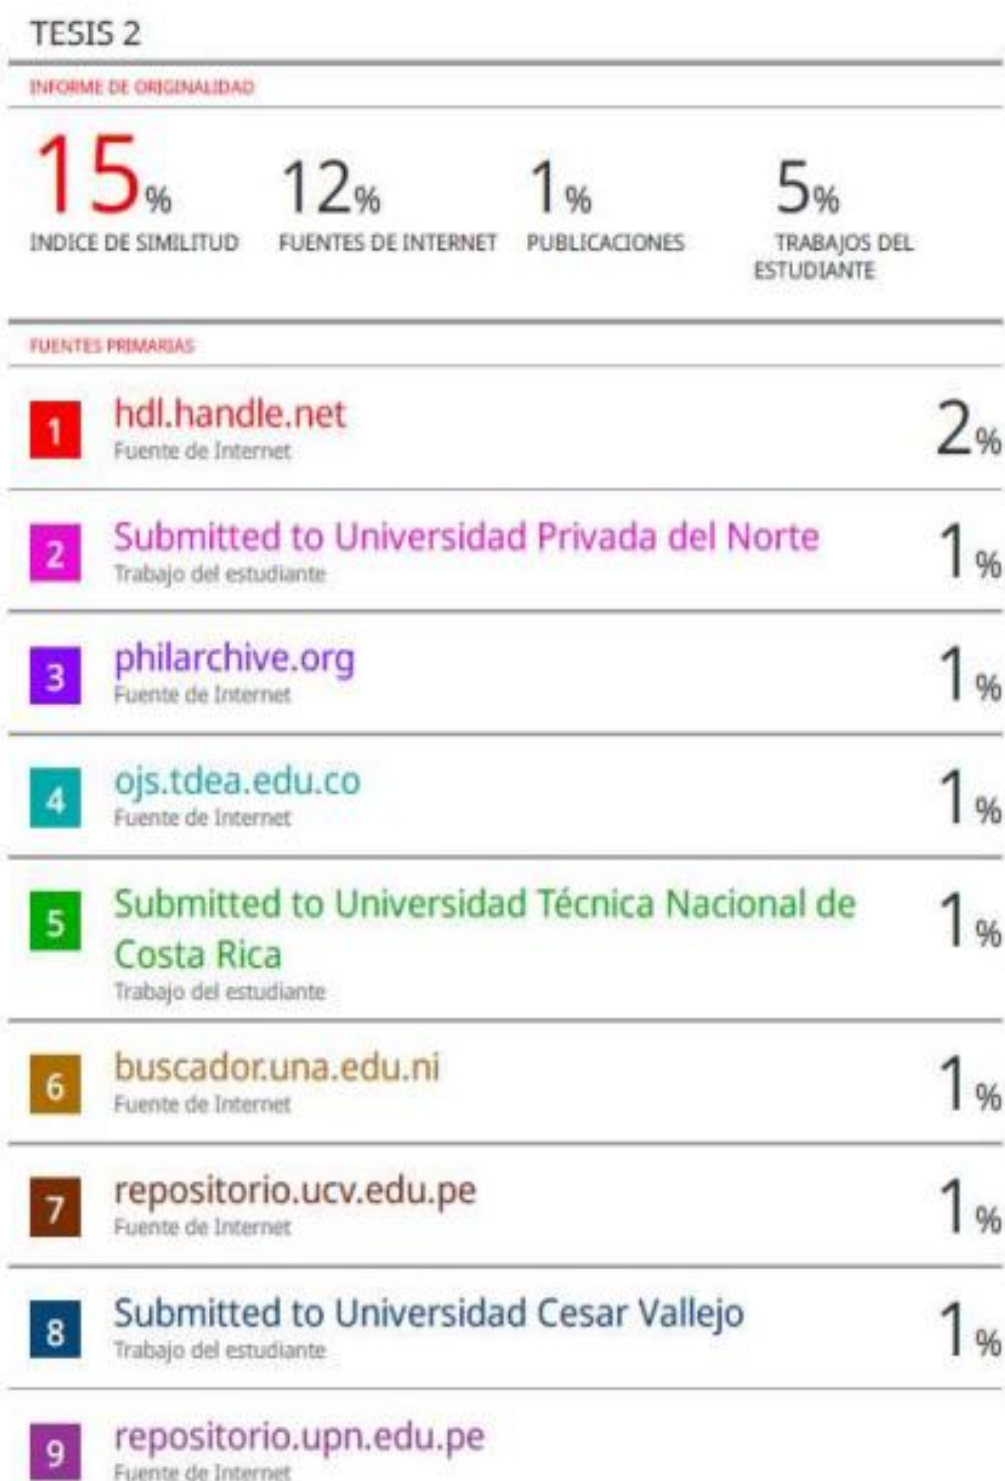 TESIS 2
INFORME DE ORIGINALIDAD
15% 12% 1% 5%
INDICE DE SIMILITUD FUENTES DE INTERNET PUBLICACIONES TRABAJOS DEL
ESTUDIANTE
FUENTES PRIMARIAS
1 hdl.handle.net 2%
Fuente de Internet
2 Submitted to Universidad Privada del Norte 1%
Trabajo del estudiante
3 philarchive.org 1%
Fuente de Internet
4 ojs.tdea.edu.co 1%
Fuente de Internet
5 Submitted to Universidad Técnica Nacional de 1%
Costa Rica
Trabajo del estudiante
6 buscador.una.edu.ni 1%
Fuente de Internet
7 repositorio.ucv.edu.pe 1%
Fuente de Internet
8 Submitted to Universidad Cesar Vallejo 1%
Trabajo del estudiante
9 repositorio.upn.edu.pe
Fuente de Internet